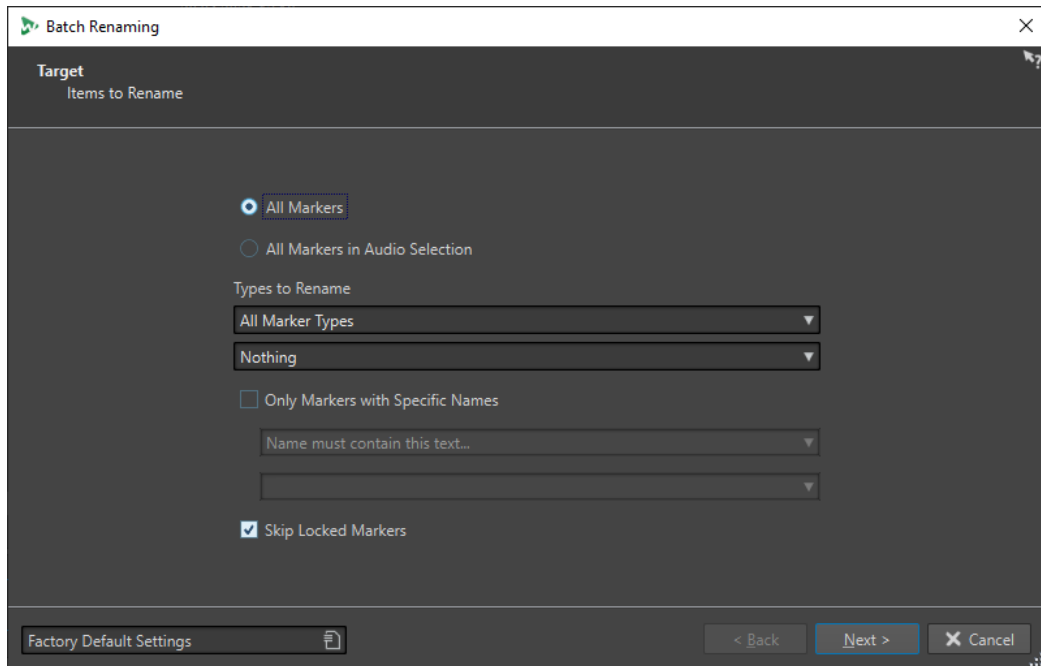 Batch Renaming
Target
Items to Rename
All Markers
All Markers in Audio Selection
Types to Rename
All Marker Types
Nothing
Only Markers with Specific Names
Name must contain this text...
Skip Locked Markers
Factory Default Settings
< Back
Next >
Cancel